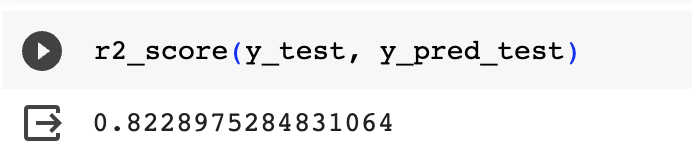 r2_score(y_test, y_pred_test)
0.8228975284831064